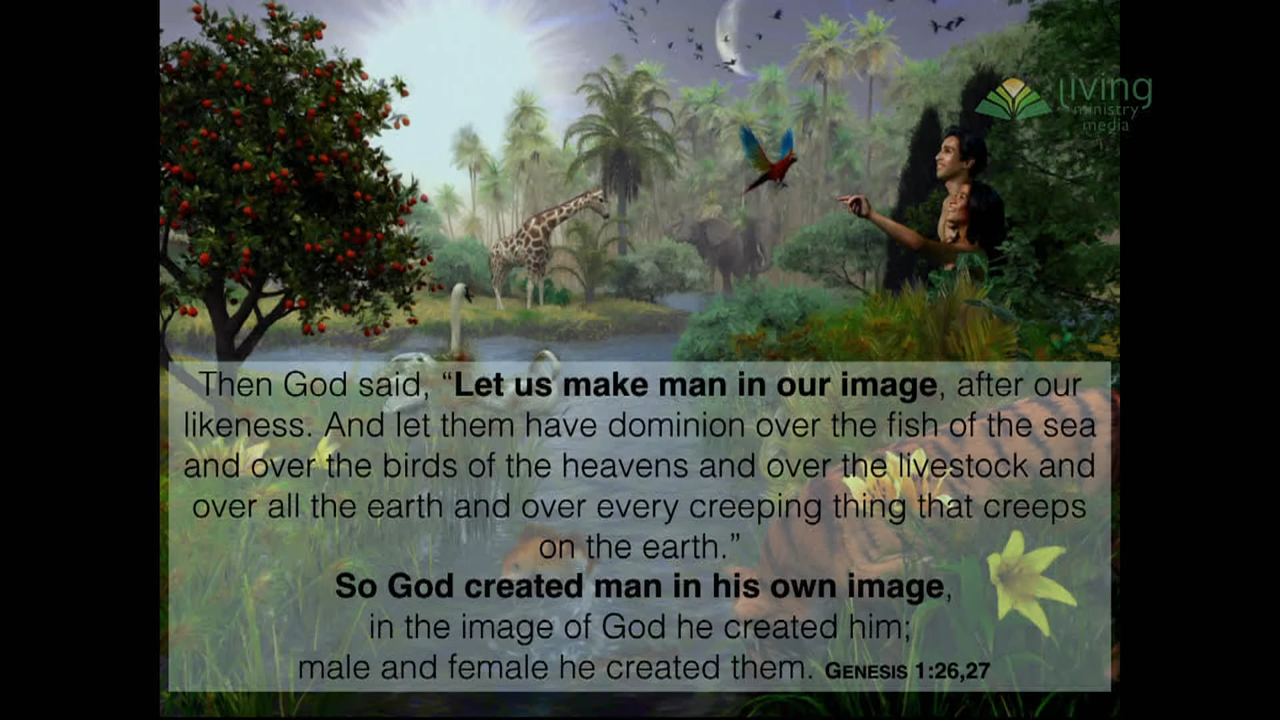 living
ministry
media
Then God said, “Let us make man in our image, after our
likeness. And let them have dominion over the fish of the sea
and over the birds of the heavens and over the livestock and
over all the earth and over every creeping thing that creeps
on the earth.”
So God created man in his own image,
in the image of God he created him;
male and female he created them. GENESIS 1:26,27